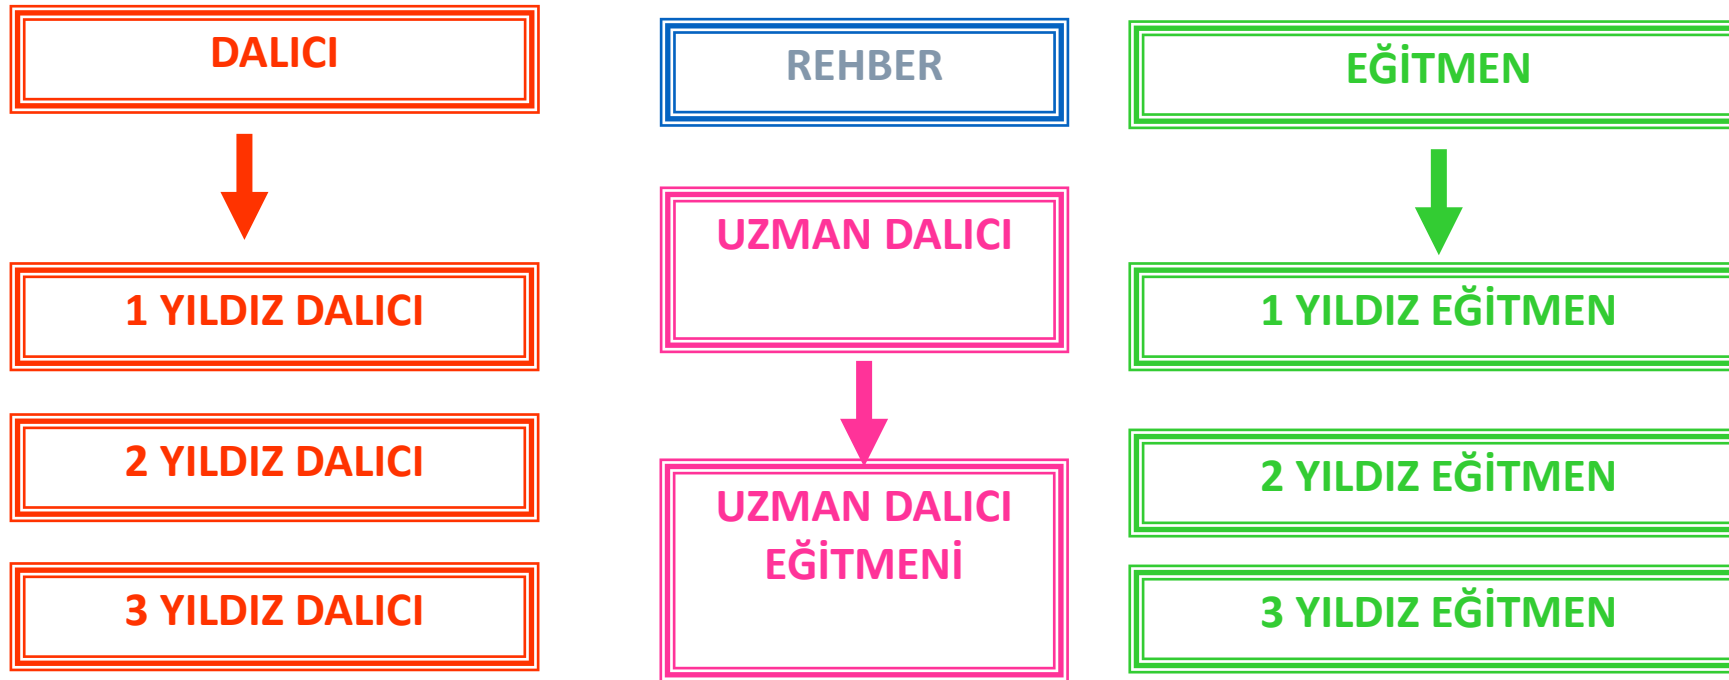 DALICI
1 YILDIZ DALICI
2 YILDIZ DALICI
3 YILDIZ DALICI
REHBER
UZMAN DALICI
UZMAN DALICI
EĞİTMENİ
EĞİTMEN
1 YILDIZ EĞİTMEN
2 YILDIZ EĞİTMEN
3 YILDIZ EĞİTMEN